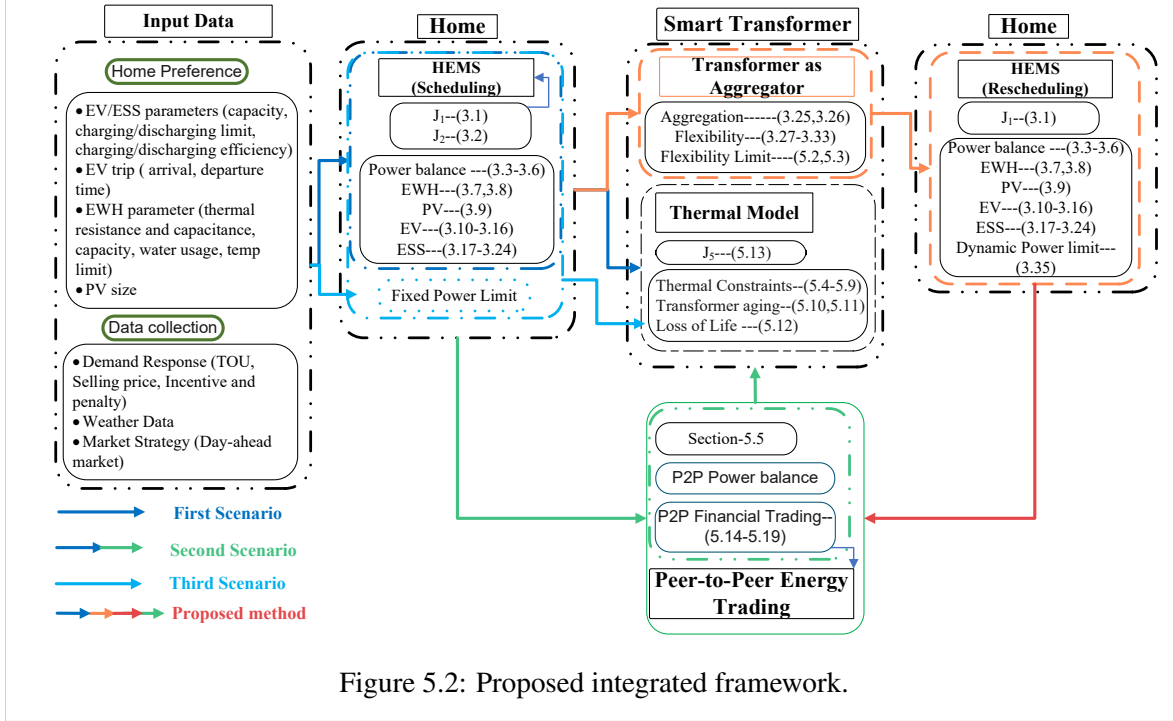 Input Data
Home Preference
• EV/ESS parameters (capacity,
charging/discharging limit,
charging/discharging efficiency)
• EV trip ( arrival, departure
time)
• EWH parameter (thermal
resistance and capacitance,
capacity, water usage, temp
limit)
• PV size
Data collection
• Demand Response (TOU,
Selling price, Incentive and
penalty)
• Weather Data
• Market Strategy (Day-ahead
market)
First Scenario
Second Scenario
Third Scenario
Proposed method
Home
HEMS
(Scheduling)
J1--(3.1)
J2--(3.2)
Power balance ---(3.3-3.6)
EWH---(3.7,3.8)
PV---(3.9)
EV---(3.10-3.16)
ESS---(3.17-3.24)
Fixed Power Limit
Smart Transformer
Transformer as
Aggregator
Aggregation------(3.25,3.26)
Flexibility---(3.27-3.33)
Flexibility Limit----(5.2,5.3)
Thermal Model
J5---(5.13)
Thermal Constraints--(5.4-5.9)
Transformer aging--(5.10,5.11)
Loss of Life ---(5.12)
Home
HEMS
(Rescheduling)
J1--(3.1)
Power balance ---(3.3-3.6)
EWH---(3.7,3.8)
PV---(3.9)
EV---(3.10-3.16)
ESS---(3.17-3.24)
Dynamic Power limit---
(3.35)
Section-5.5
P2P Power balance
P2P Financial Trading--
(5.14-5.19)
Peer-to-Peer Energy
Trading
Figure 5.2: Proposed integrated framework.